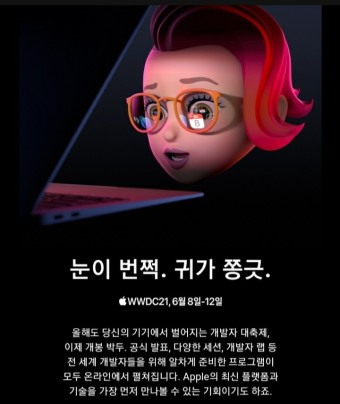 8
눈이 번쩍. 귀가 쫑긋.
WWDC21, 6월 8일-12일
올해도 당신의 기기에서 벌어지는 개발자 대축제,
이제 개봉 박두. 공식 발표, 다양한 세션, 개발자 랩 등
전 세계 개발자들을 위해 알차게 준비한 프로그램이
모두 온라인에서 펼쳐집니다. Apple의 최신 플랫폼과
기술을 가장 먼저 만나볼 수 있는 기회이기도 하죠.